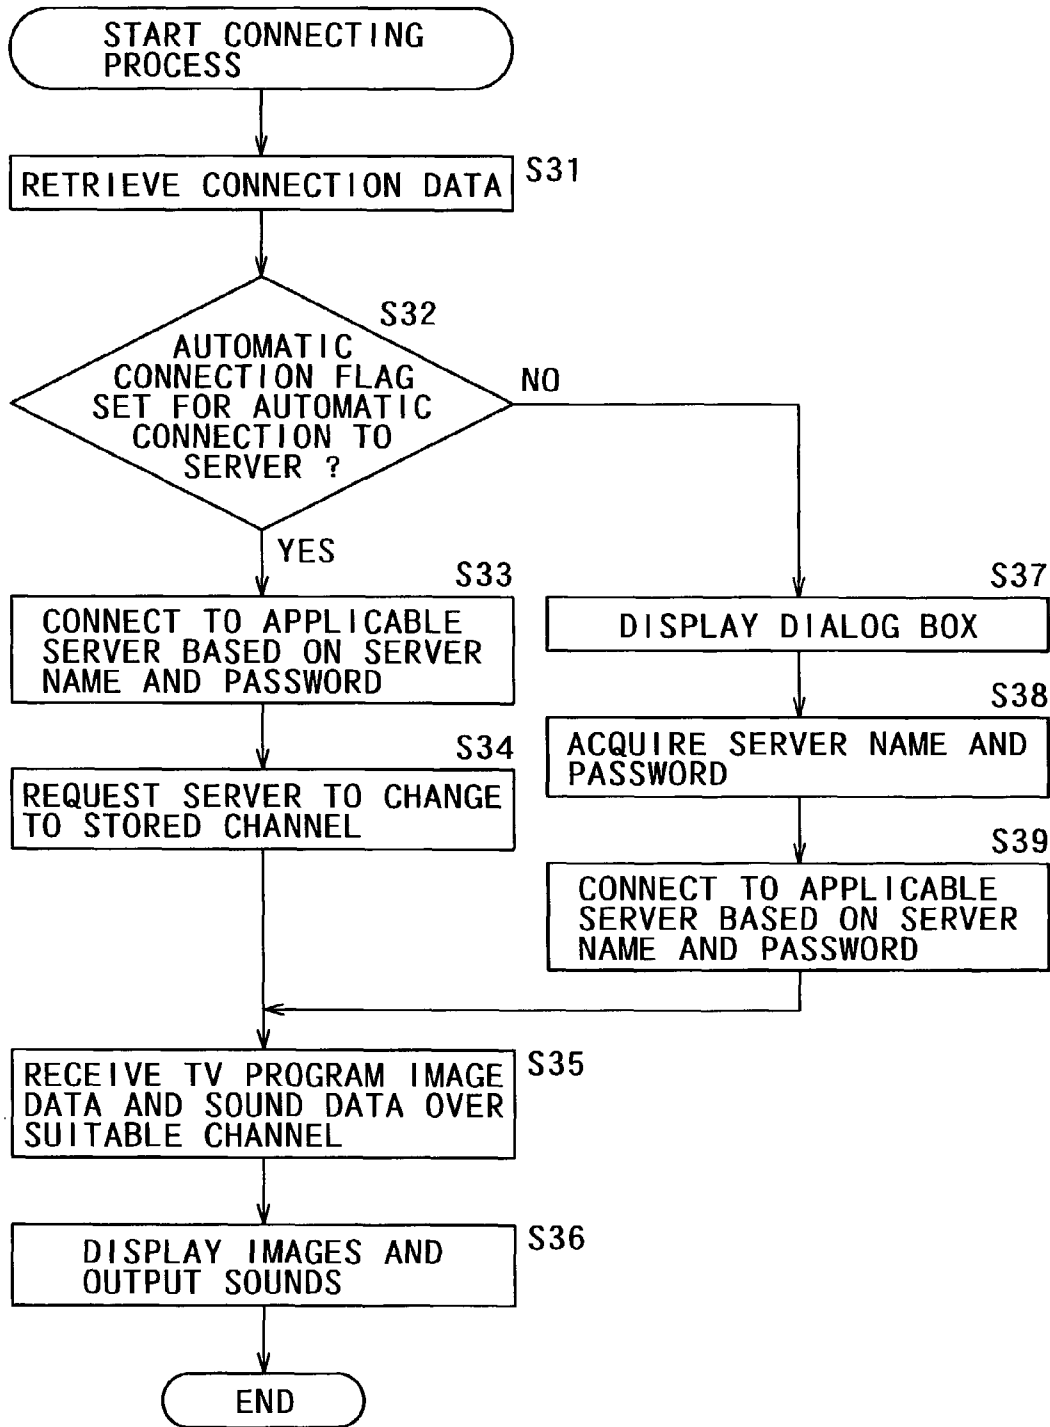 START CONNECTING
PROCESS
S31
RETRIEVE CONNECTION DATA
S32
AUTOMATIC
CONNECTION FLAG
SET FOR AUTOMATIC
CONNECTION TO
SERVER ?
NO
YES
S33
CONNECT TO APPLICABLE
SERVER BASED ON SERVER
NAME AND PASSWORD
S34
REQUEST SERVER TO CHANGE
TO STORED CHANNEL
S37
DISPLAY DIALOG BOX
S38
ACQUIRE SERVER NAME AND
PASSWORD
S39
CONNECT TO APPLICABLE
SERVER BASED ON SERVER
NAME AND PASSWORD
S35
RECEIVE TV PROGRAM IMAGE
DATA AND SOUND DATA OVER
SUITABLE CHANNEL
S36
DISPLAY IMAGES AND
OUTPUT SOUNDS
END